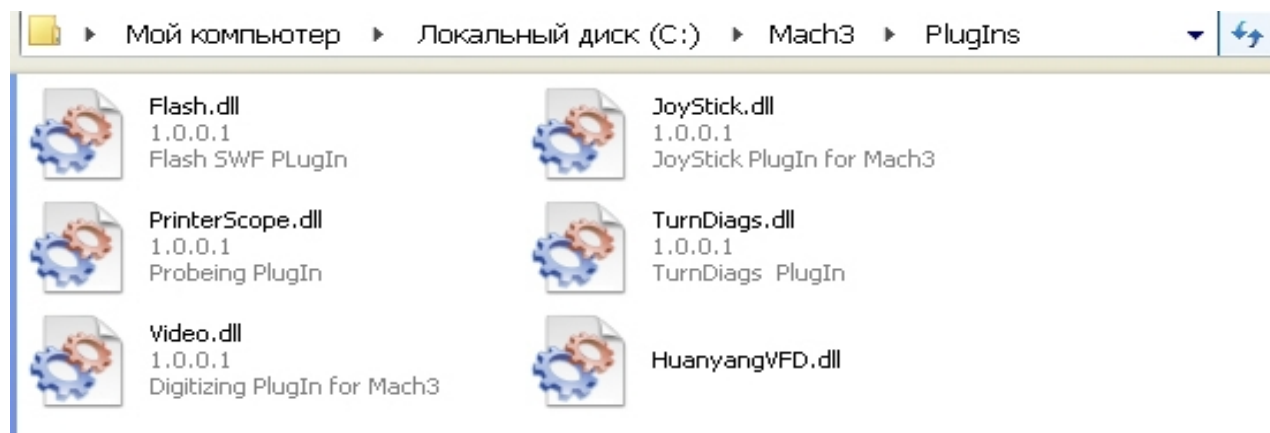 Мой компьютер Локальный диск (C:) Mach3 PlugIns
Flash.dll
1.0.0.1
Flash SWF PLugIn
JoyStick.dll
1.0.0.1
JoyStick PlugIn for Mach3
PrinterScope.dll
1.0.0.1
Probeing PlugIn
TurnDiags.dll
1.0.0.1
TurnDiags PlugIn
Video.dll
1.0.0.1
Digitizing PlugIn for Mach3
HuanyangVFD.dll